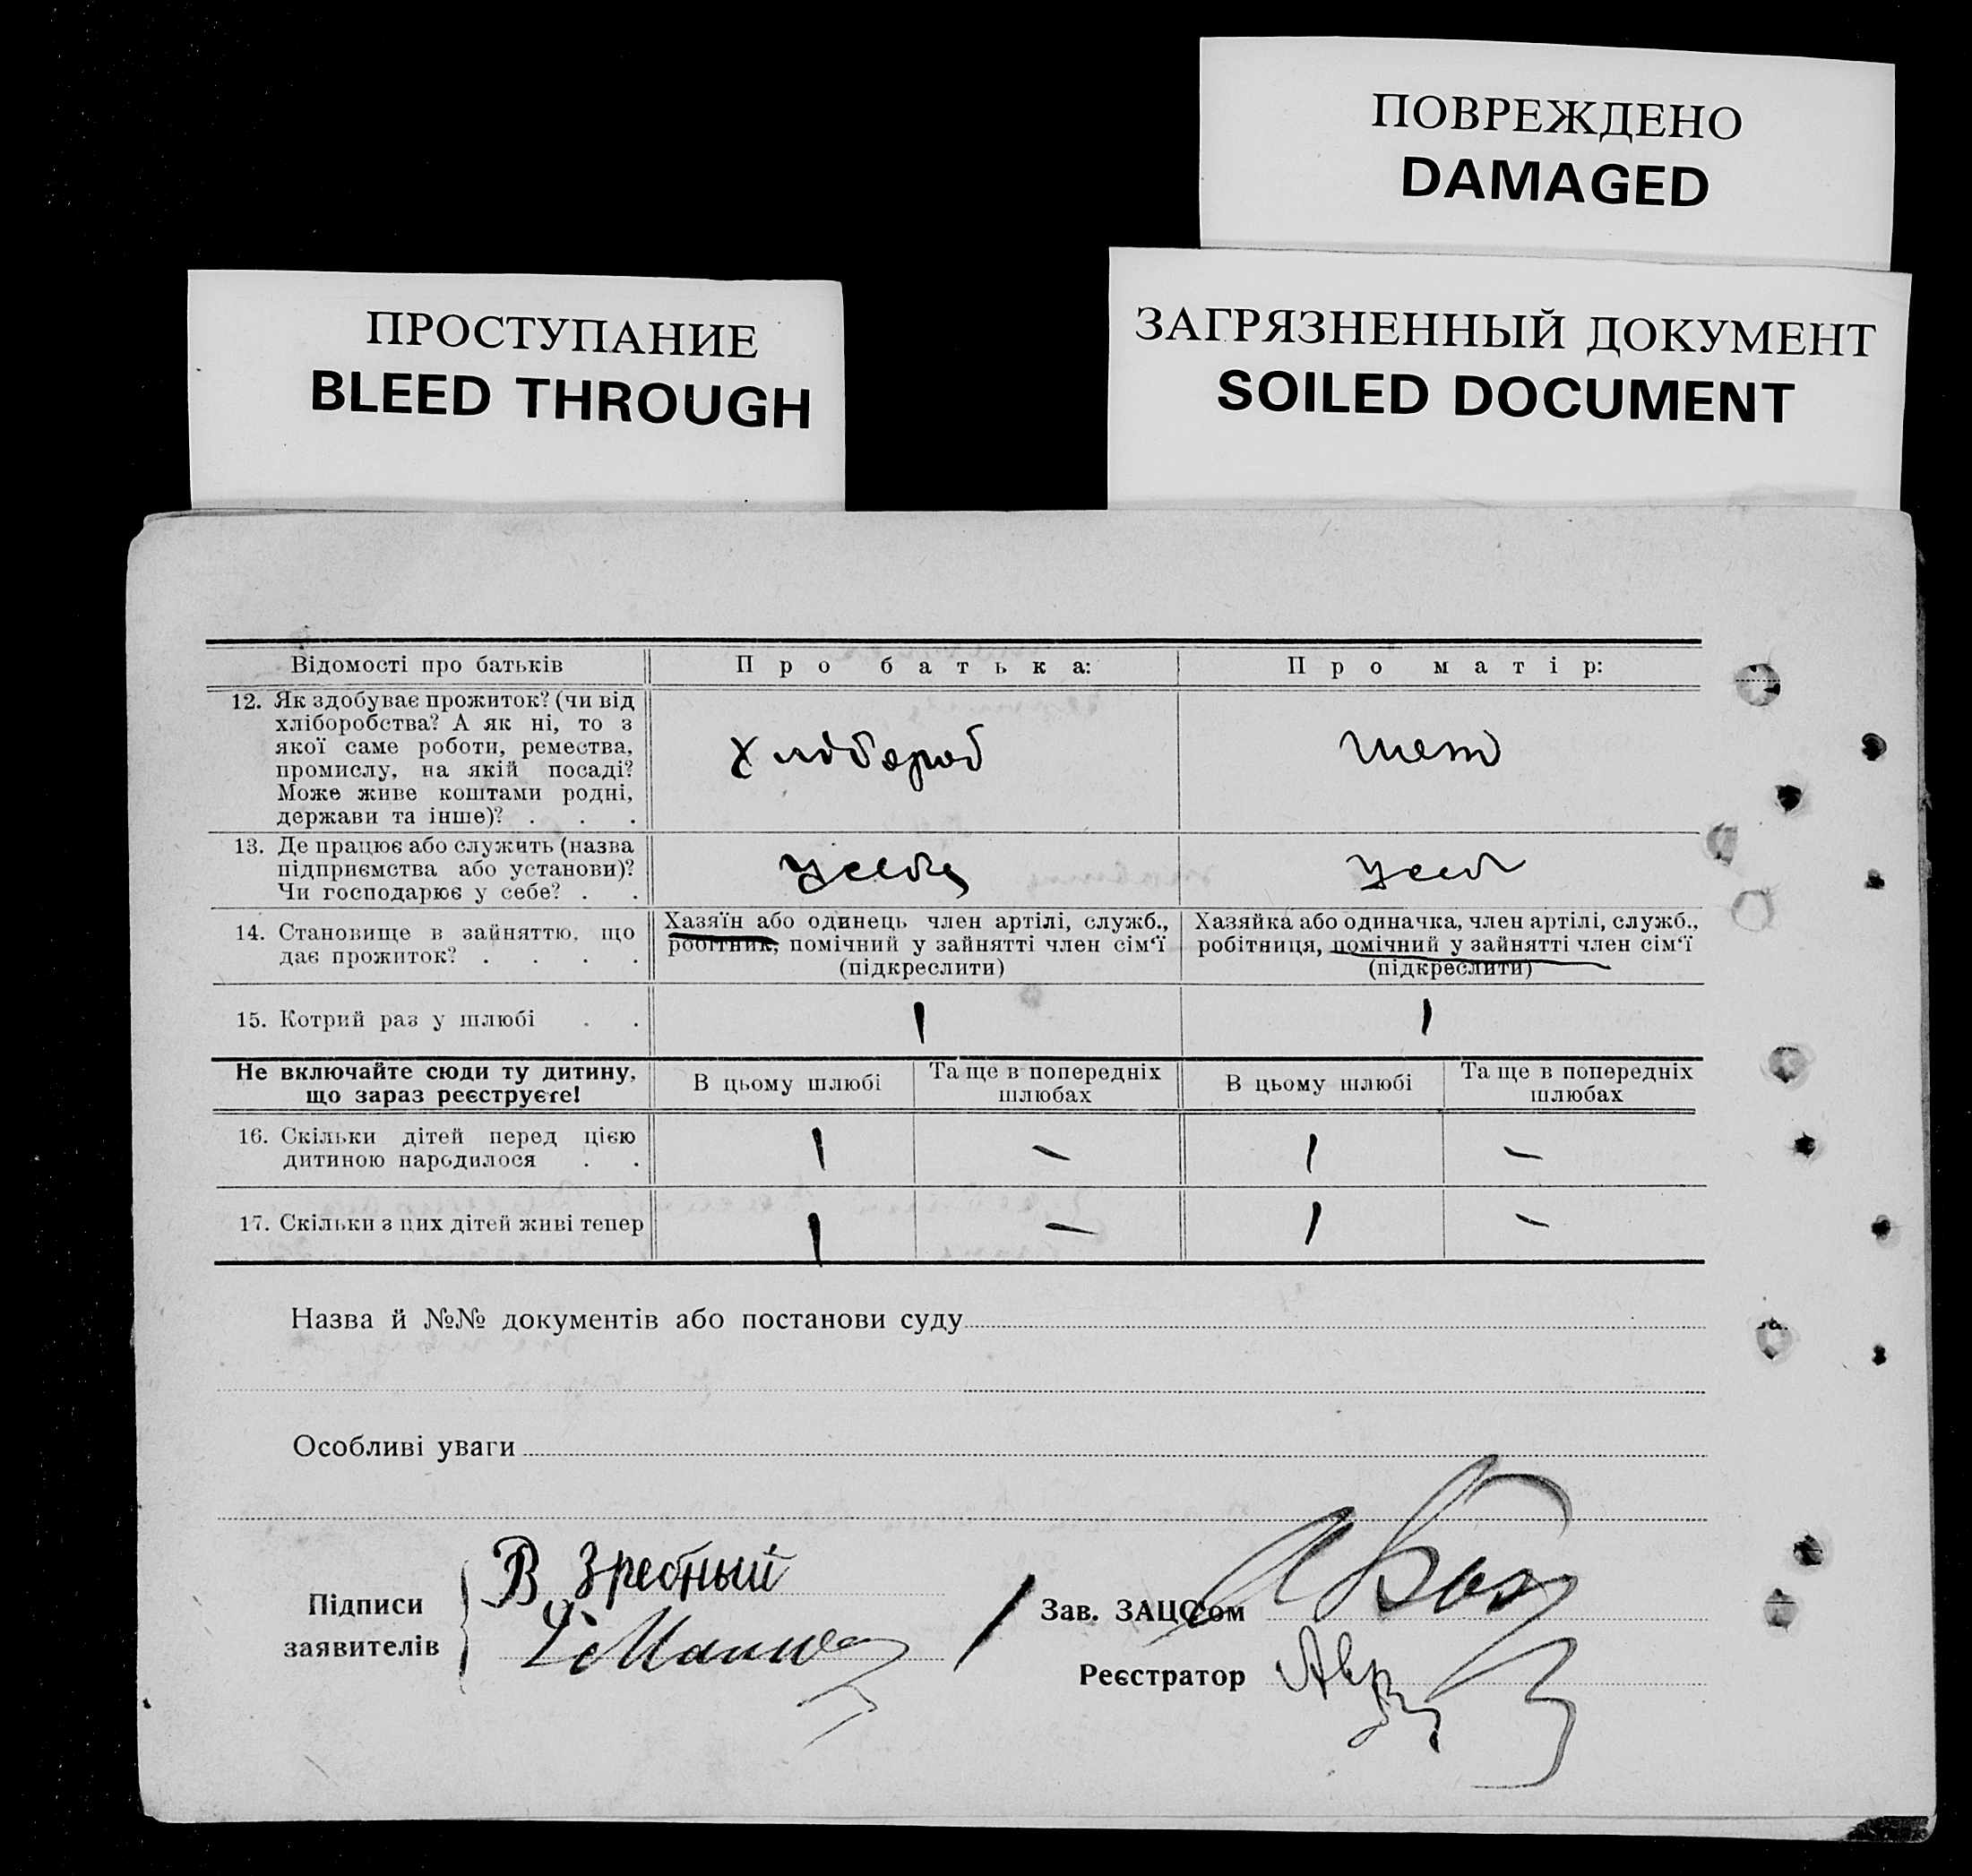 ПОВРЕЖДЕНО
DAMAGED
ПРОСТУПАНИЕ
BLEED THROUGH
ЗАГРЯЗНЕННЫЙ ДОКУМЕНТ
SOILED DOCUMENT
Відомості про батьків
Про батька:
Про матір:
12. Як здобуває прожиток? (чи від
хліборобства? А як ні, то з
якої саме роботи, ремества,
промислу, на якій посаді?
Може живе коштами родні,
держави та інше)? . . .
хлібороб
13. Де працює або служить (назва
підприємства або установи)?
Чи господарює у себе? . .
14. Становище в зайняттю, що
дає прожиток? . . . .
Хазяїн або одинець член артілі, служб.,
робітник, помічний у зайнятті член сім'ї
(підкреслити)
Хазяйка або одиначка, член артілі, служб.,
робітниця, помічний у зайнятті член сім'ї
(підкреслити)
15. Котрий раз у шлюбі . .
1
1
Не включайте сюди ту дитину,
що зараз реєструєте!
В цьому шлюбі
Та ще в попередніх
шлюбах
В цьому шлюбі
Та ще в попередніх
шлюбах
16. Скільки дітей перед цією
дитиною народилося . .
1
—
1
—
17. Скільки з цих дітей живі тепер
1
—
1
—
Назва й №№ документів або постанови суду
Особливі уваги
Підписи
заявителів
В Зребный
Зав. ЗАЦС'ом
Реєстратор